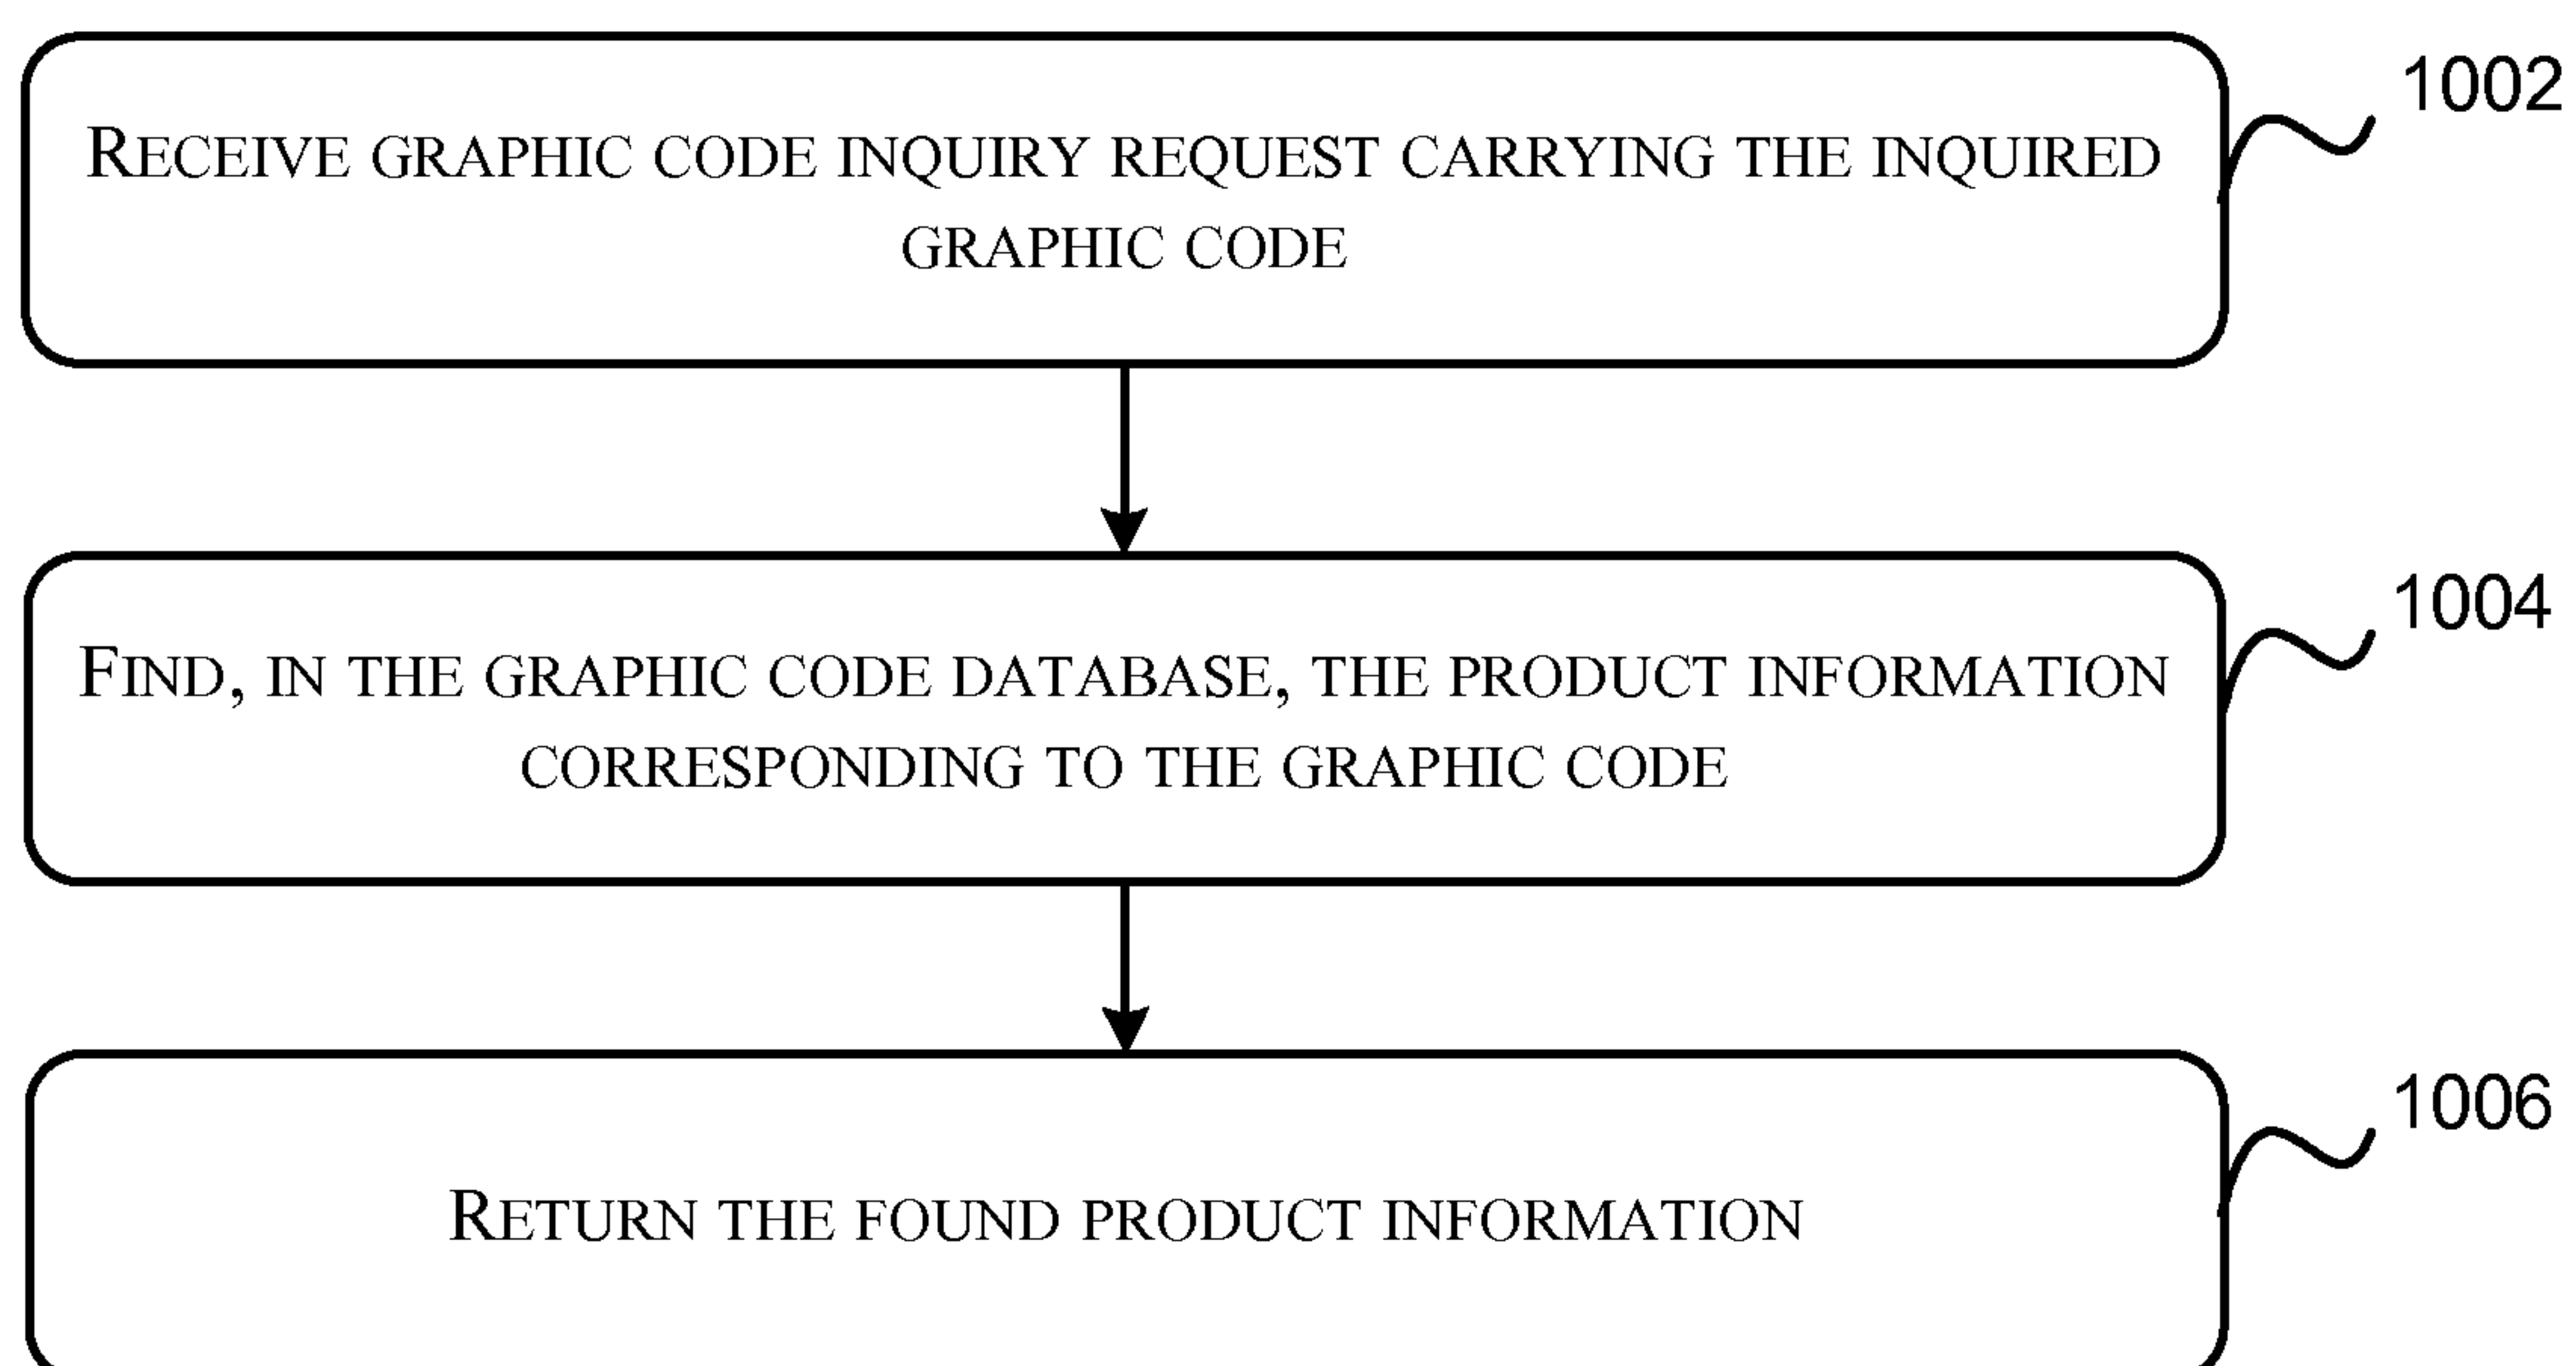 1002
RECEIVE GRAPHIC CODE INQUIRY REQUEST CARRYING THE INQUIRED
GRAPHIC CODE
1004
FIND, IN THE GRAPHIC CODE DATABASE, THE PRODUCT INFORMATION
CORRESPONDING TO THE GRAPHIC CODE
1006
RETURN THE FOUND PRODUCT INFORMATION